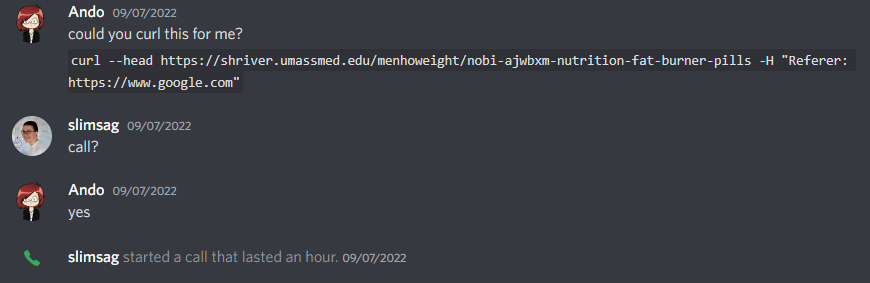 Ando 09/07/2022
could you curl this for me?
curl --head https://shriver.umassmed.edu/menhoweight/nobi-ajwbxm-nutrition-fat-burner-pills -H "Referer:
https://www.google.com"
slimsag 09/07/2022
call?
Ando 09/07/2022
yes
slimsag started a call that lasted an hour. 09/07/2022